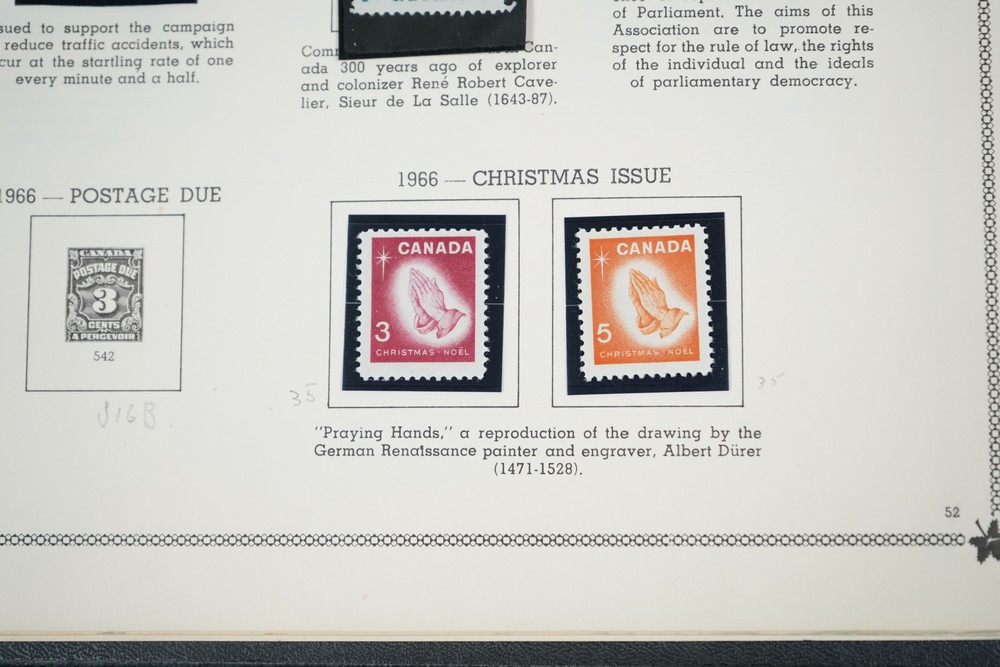 sued to support the campaign
reduce traffic accidents, which
cur at the startling rate of one
every minute and a half.
Can-
ada 300 years ago of explorer
and colonizer René Robert Cave-
lier, Sieur de La Salle (1643-87).
of Parliament. The aims of this
Association are to promote re-
spect for the rule of law, the rights
of the individual and the ideals
of parliamentary democracy.
1966 — POSTAGE DUE
CANADA
POSTAGE DUE
3
CENTS
A PERCEVOIR
542
J16B
1966 — CHRISTMAS ISSUE
CANADA
3
CHRISTMAS - NOËL
35
CANADA
5
CHRISTMAS - NOËL
35
"Praying Hands," a reproduction of the drawing by the
German Renaissance painter and engraver, Albert Dürer
(1471-1528).
52